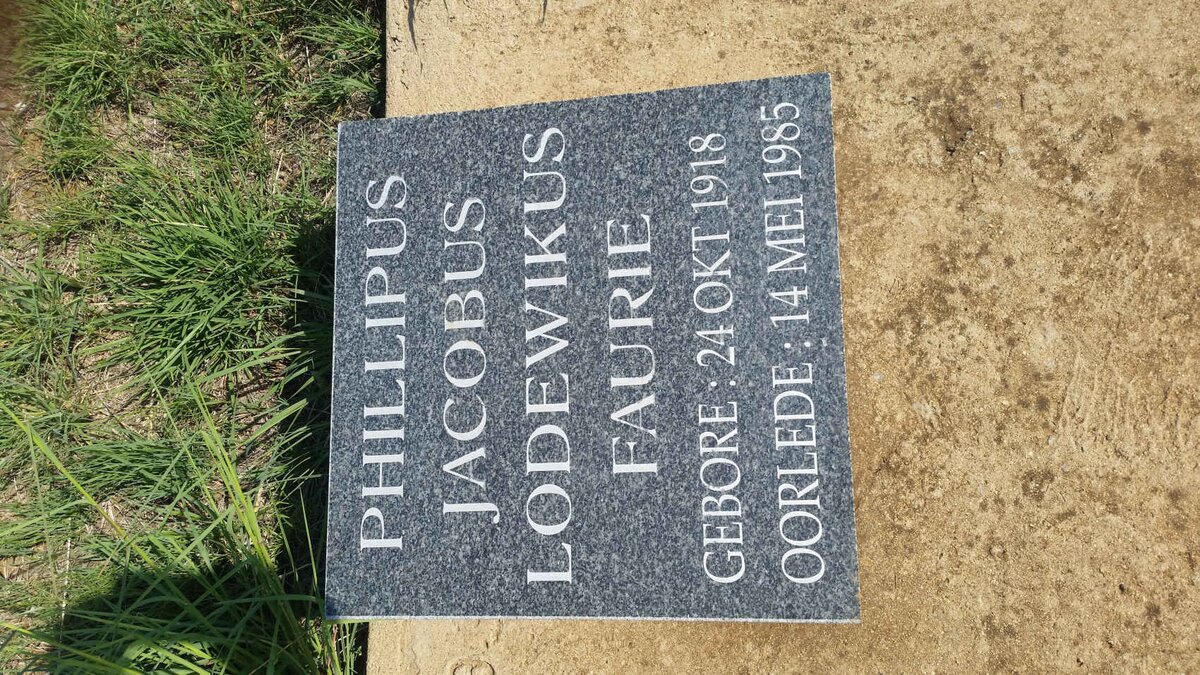 PHILLIPUS
JACOBUS
LODEWIKUS
FAURIE
GEBORE : 24 OKT 1918
OORLEDE : 14 MEI 1985